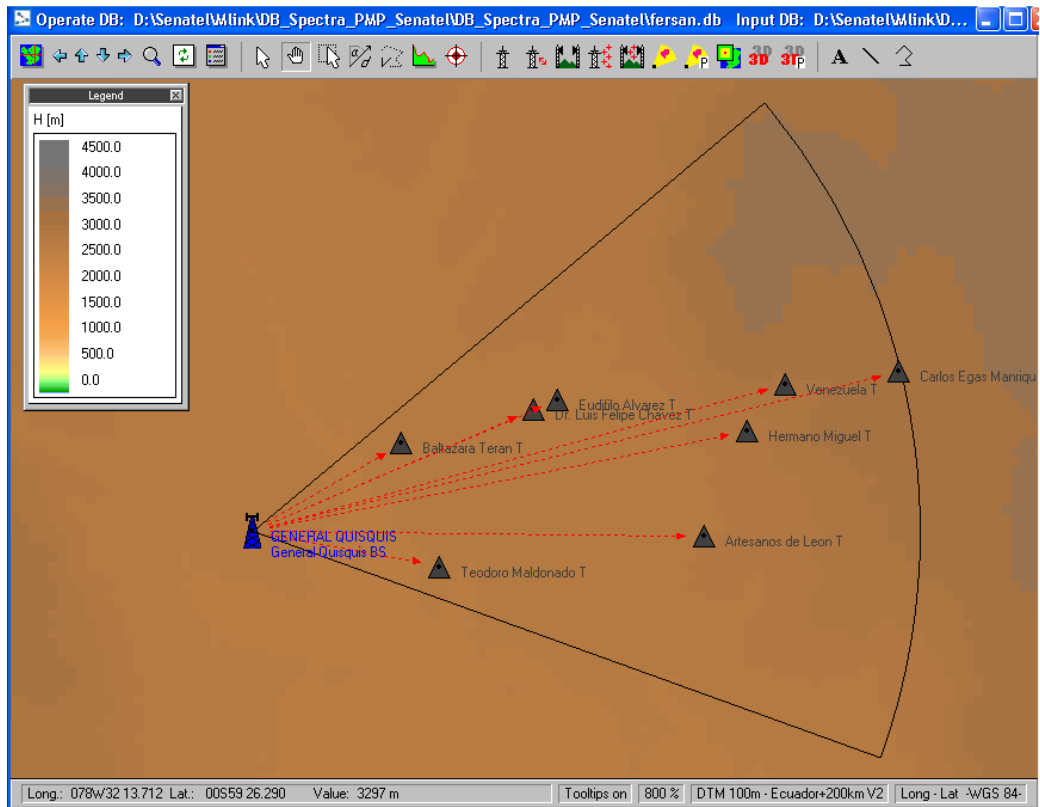 Operate DB: D:\Senatel\Mlink\DB_Spectra_PMP_Senatel\DB_Spectra_PMP_Senatel\fersan.db Input DB: D:\Senatel\Mlink\D...
3D 3D P A
P
Legend
H [m]
4500.0
4000.0
3500.0
3000.0
2500.0
2000.0
1500.0
1000.0
500.0
0.0
Carlos Egas Manriqu
Venezuela T
Eudifilo Alvarez T
Dr. Luis Felipe Chavez T
Hermano Miguel T
Baltazara Teran T
GENERAL QUISQUIS
General Quisquis BS
Artesanos de Leon T
Teodoro Maldonado T
Long.: 078W32 13.712 Lat.: 00S59 26.290 Value: 3297 m Tooltips on 800 % DTM 100m - Ecuador+200km V2 Long - Lat -WGS 84-